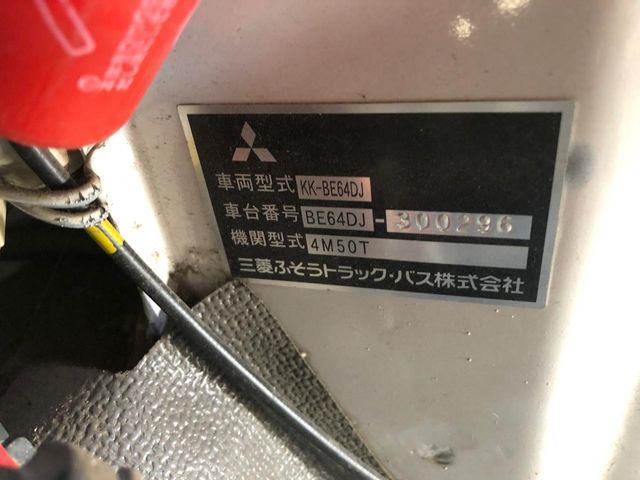 車両型式 KK-BE64DJ
車台番号 BE64DJ-300296
機関型式 4M50T
三菱ふそうトラック・バス株式会社